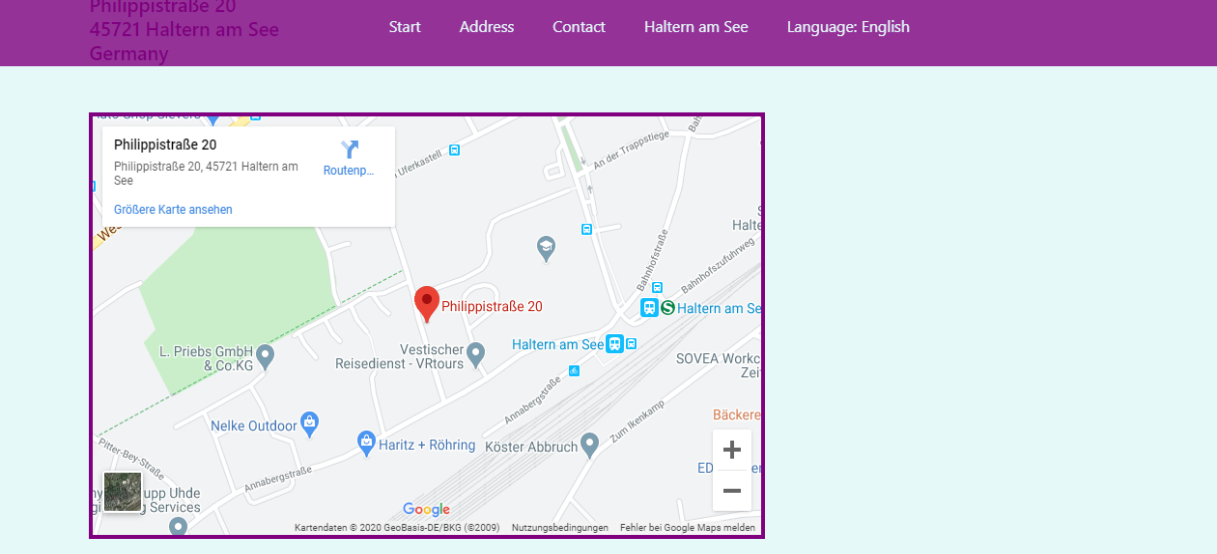 Philippistraße 20
45721 Haltern am See
Germany
Start
Address
Contact
Haltern am See
Language: English
Philippistraße 20
Philippistraße 20, 45721 Haltern am
See
Routenp...
Größere Karte ansehen
Uferkastell
An der Trappstiege
Bahnhofstraße
Bahnhofszufuhrweg
Halte
Philippistraße 20
S
Haltern am Se
Haltern am See
L. Priebs GmbH
& Co.KG
Vestischer
Reisedienst - VRtours
SOVEA Workc
Zei
Annabergstraße
Zum Ikenkamp
Bäckere
Nelke Outdoor
Haritz + Röhring
Köster Abbruch
Pitter-Bey-Straße
Annabergstraße
ED
upp Uhde
Services
Google
Kartendaten © 2020 GeoBasis-DE/BKG (©2009)
Nutzungsbedingungen
Fehler bei Google Maps melden